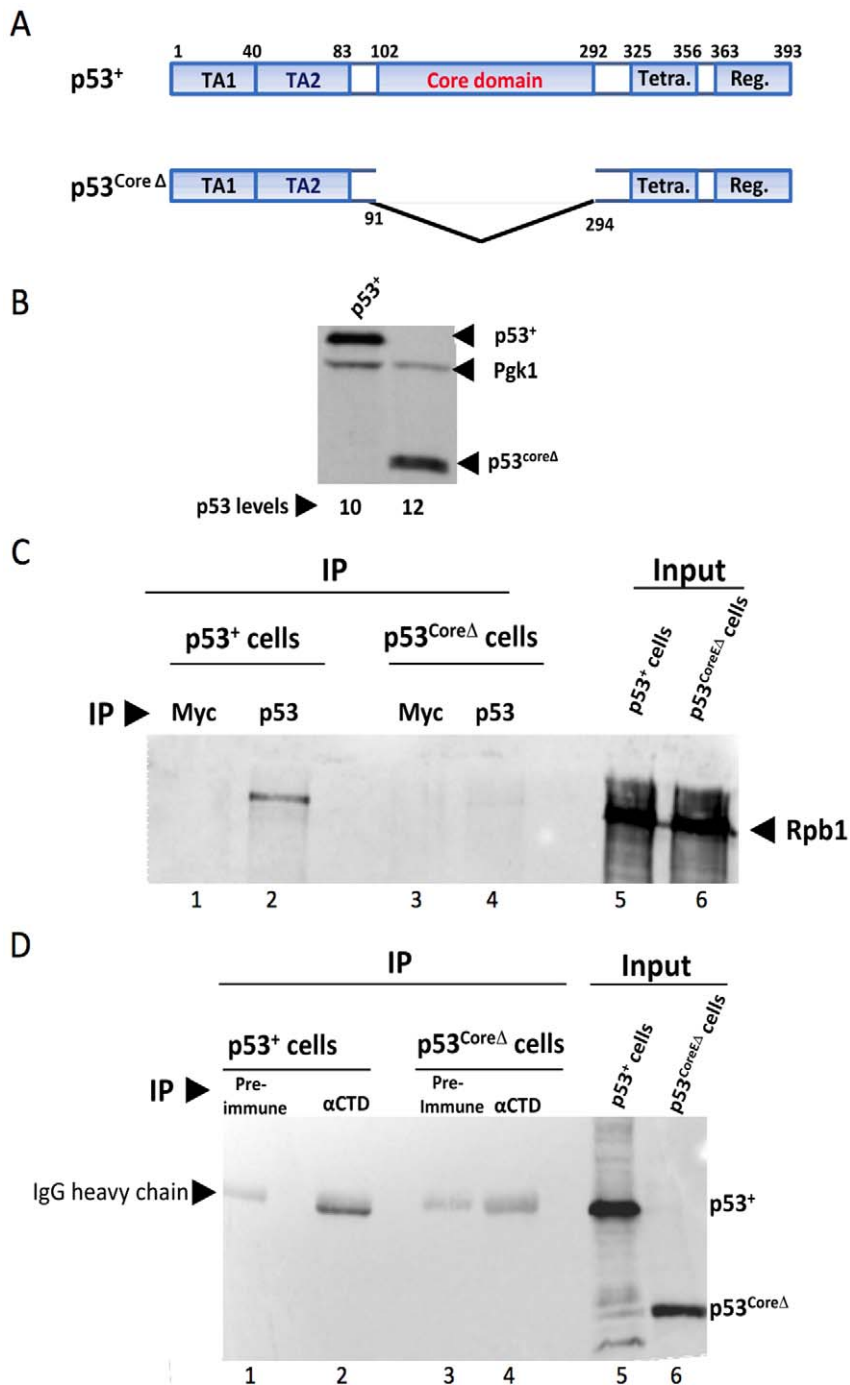 A
1 40 83 102 292 325 356 363 393
p53+ TA1 TA2 Core domain Tetra. Reg.
p53Core Δ TA1 TA2 Tetra. Reg.
91 294
B
p53+
p53+
Pgk1
p53coreΔ
p53 levels 10 12
C
IP Input
p53+ cells p53CoreΔ cells p53+ cells p53CoreEΔ cells
IP Myc p53 Myc p53
Rpb1
1 2 3 4 5 6
D
IP Input
p53+ cells p53CoreΔ cells p53+ cells p53CoreEΔ cells
IP Pre-immune αCTD Pre-Immune αCTD
IgG heavy chain
p53+
p53CoreΔ
1 2 3 4 5 6